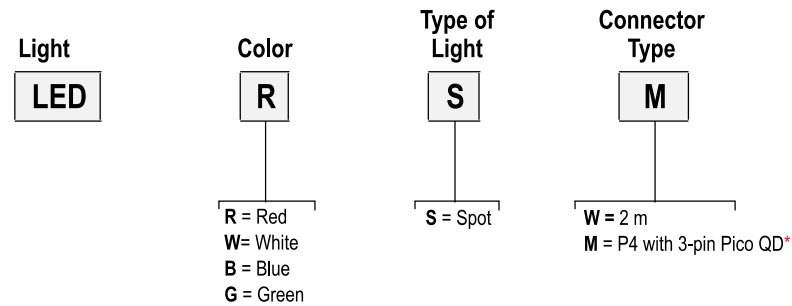 Light
LED
Color
R
Type of
Light
S
Connector
Type
M
R = Red
W= White
B = Blue
G = Green
S = Spot
W = 2 m
M = P4 with 3-pin Pico QD*